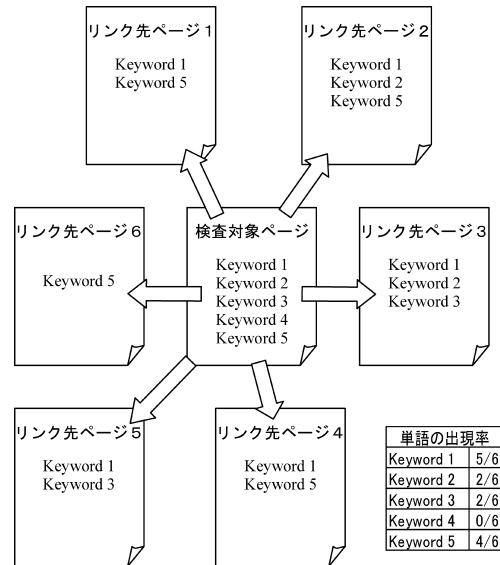 リンク先ページ1
Keyword 1
Keyword 5
リンク先ページ2
Keyword 1
Keyword 2
Keyword 5
リンク先ページ6
Keyword 5
検査対象ページ
Keyword 1
Keyword 2
Keyword 3
Keyword 4
Keyword 5
リンク先ページ3
Keyword 1
Keyword 2
Keyword 3
リンク先ページ5
Keyword 1
Keyword 3
リンク先ページ4
Keyword 1
Keyword 5
単語の出現率
Keyword 1 5/6
Keyword 2 2/6
Keyword 3 2/6
Keyword 4 0/6
Keyword 5 4/6